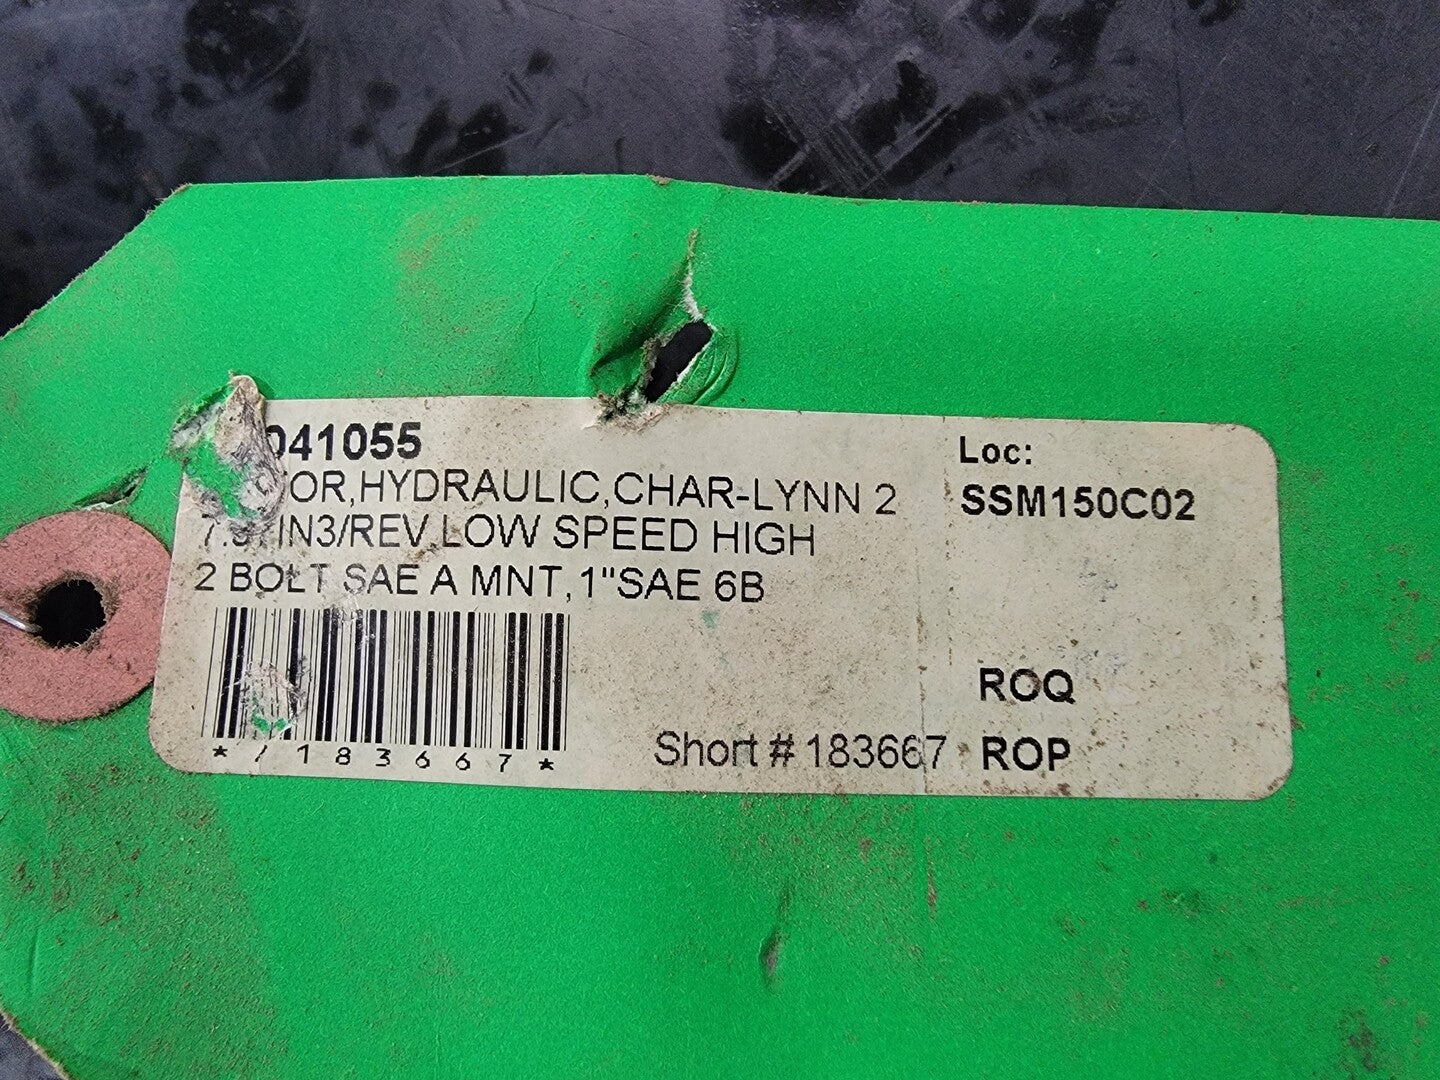 041055
OR,HYDRAULIC,CHAR-LYNN 2
IN3/REV,LOW SPEED HIGH
2 BOLT SAE A MNT,1"SAE 6B
183667*
Short # 183667
Loc:
SSM150C02
ROQ
ROP